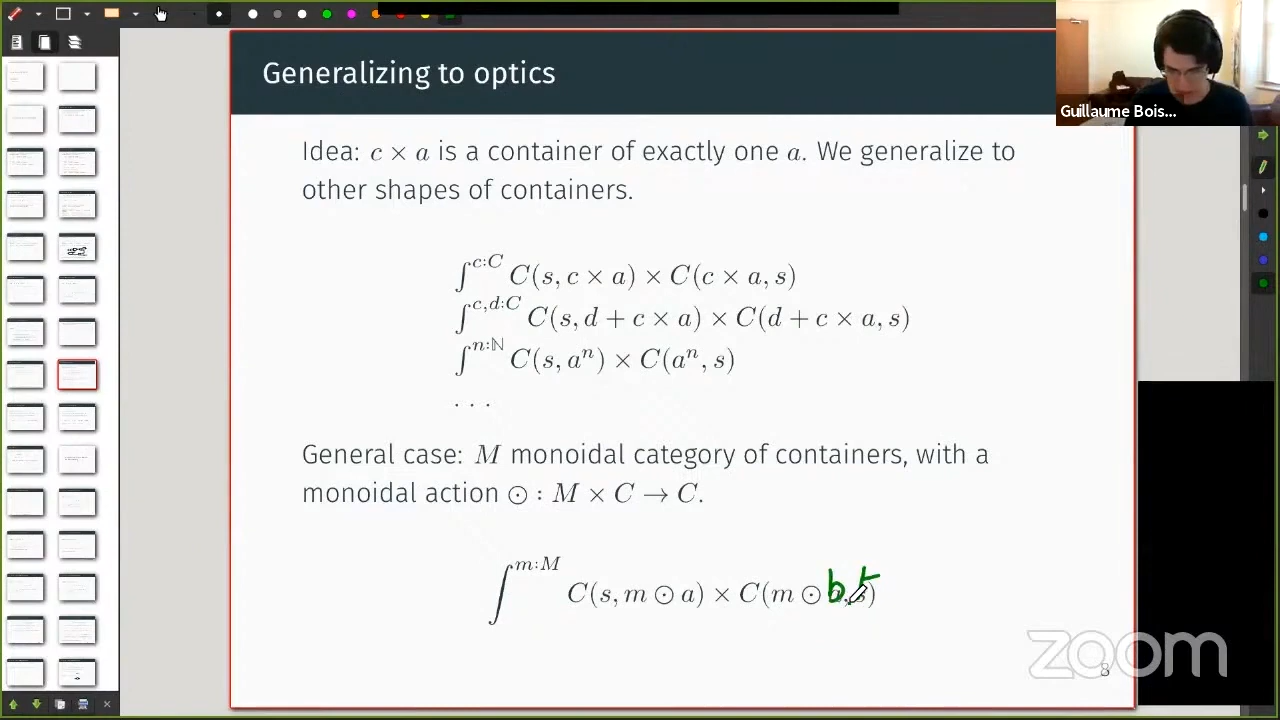 Generalizing to optics
Guillaume Bois...
Idea: c × a is a container of exactly one a. We generalize to
other shapes of containers.
∫^{c:C} C(s, c × a) × C(c × a, s)
∫^{c,d:C} C(s, d + c × a) × C(d + c × a, s)
∫^{n:ℕ} C(s, a^n) × C(a^n, s)
...
General case: M monoidal category of containers, with a
monoidal action ⊙ : M × C → C.
b t
∫^{m:M} C(s, m ⊙ a) × C(m ⊙ a, s)
zoom
8